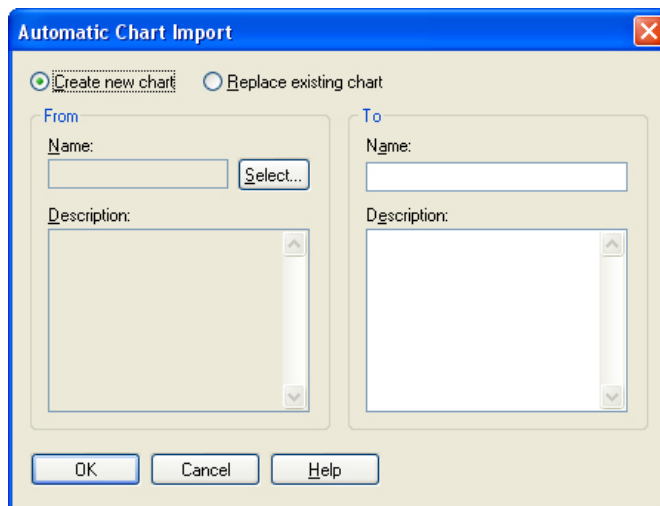 Automatic Chart Import
Create new chart Replace existing chart
From To
Name: Name:
Select...
Description: Description:
OK Cancel Help